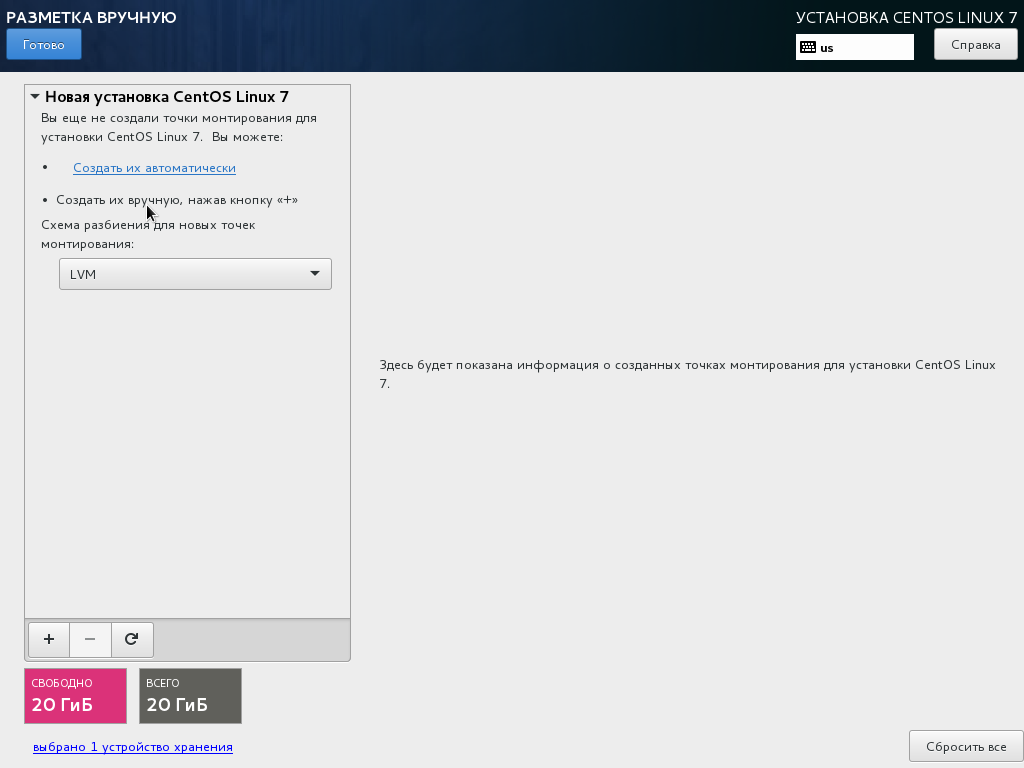 РАЗМЕТКА ВРУЧНУЮ
УСТАНОВКА CENTOS LINUX 7
Готово
us
Справка
Новая установка CentOS Linux 7
Вы еще не создали точки монтирования для
установки CentOS Linux 7. Вы можете:
• Создать их автоматически
• Создать их вручную, нажав кнопку «+»
Схема разбиения для новых точек
монтирования:
LVM
Здесь будет показана информация о созданных точках монтирования для установки CentOS Linux
7.
СВОБОДНО
20 ГиБ
ВСЕГО
20 ГиБ
выбрано 1 устройство хранения
Сбросить все